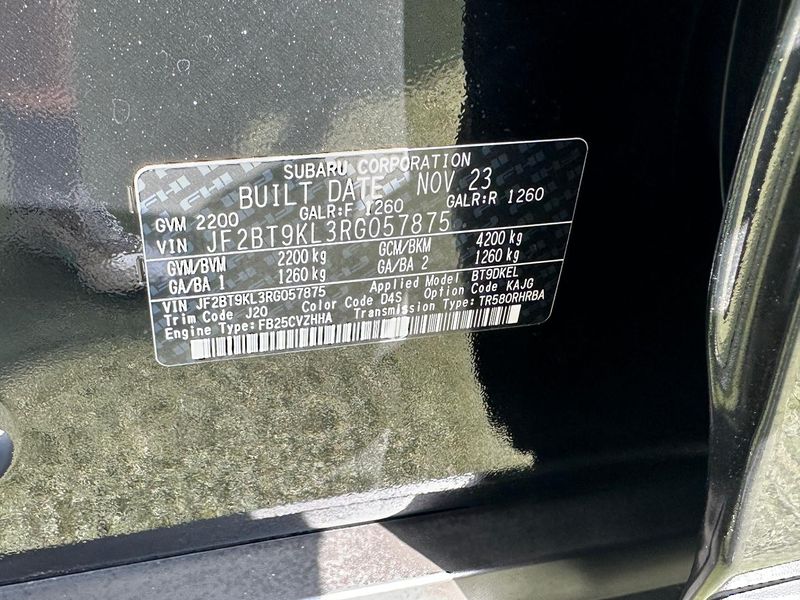 SUBARU CORPORATION
BUILT DATE NOV 23
GVM 2200 GALR:F 1260 GALR:R 1260
VIN JF2BT9KL3RG057875
GVM/BVM 2200 kg GCM/BKM 4200 kg
GA/BA 1 1260 kg GA/BA 2 1260 kg
VIN JF2BT9KL3RG057875 Applied Model BT9DKEL
Trim Code J20 Color Code D4S Option Code KAJG
Engine Type:FB25CVZHHA Transmission Type:TR580RHRBA